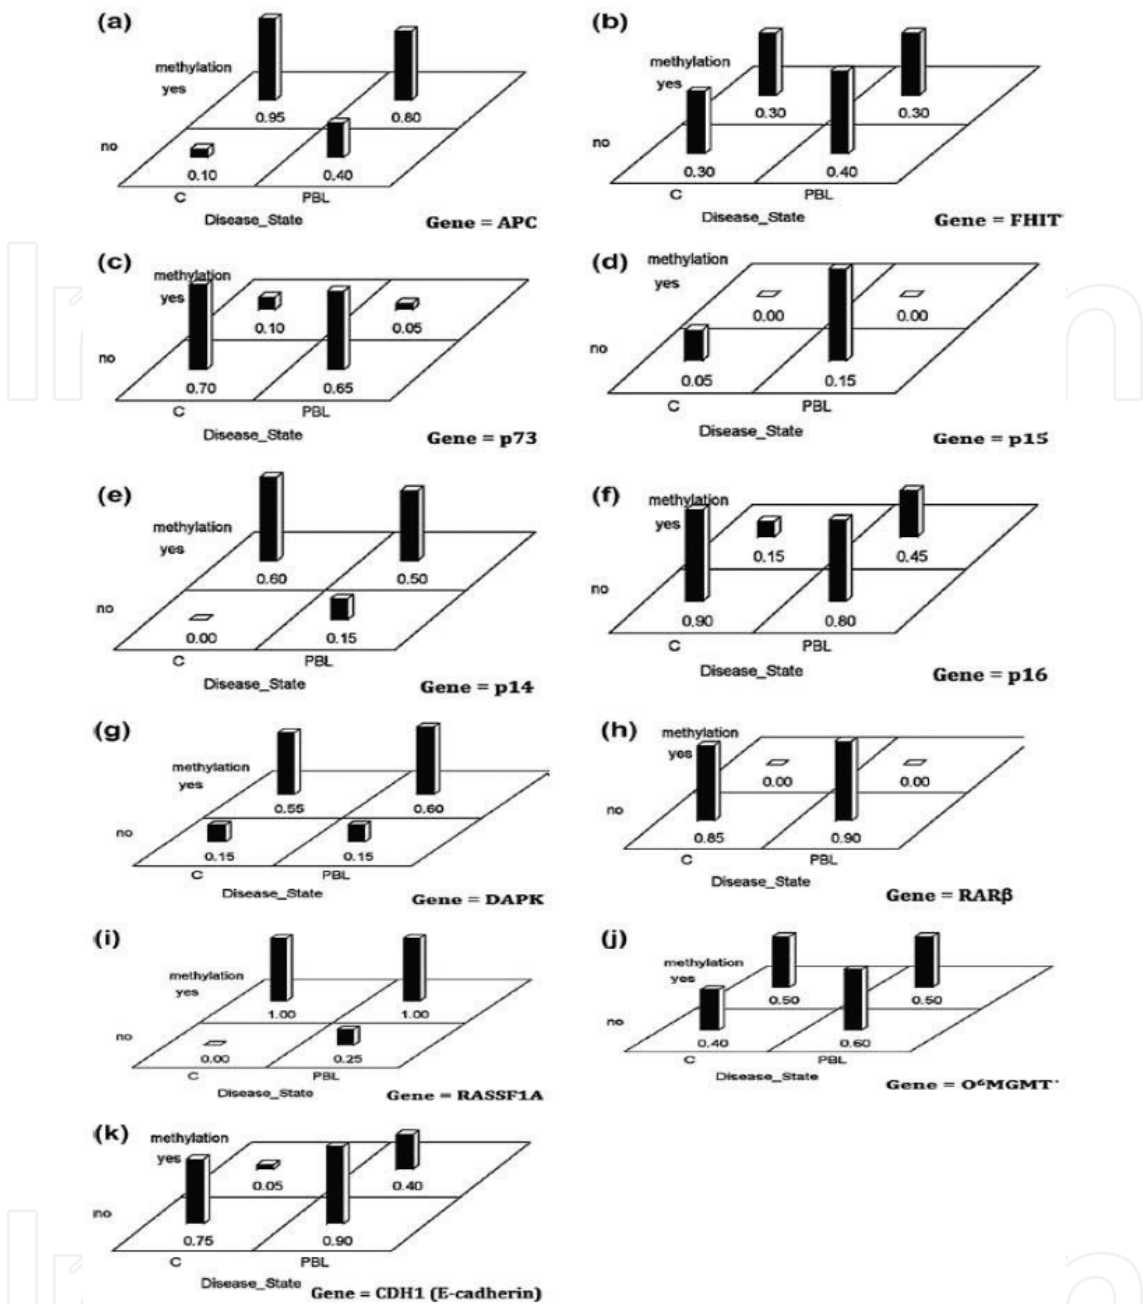 (a)
methylation
yes
0.95 0.80
no
0.10 0.40
C PBL
Disease_State
Gene = APC
(b)
methylation
yes
0.30 0.30
no
0.30 0.40
C PBL
Disease_State
Gene = FHIT
(c)
methylation
yes
0.10 0.05
no
0.70 0.65
C PBL
Disease_State
Gene = p73
(d)
methylation
yes
0.00 0.00
no
0.05 0.15
C PBL
Disease_State
Gene = p15
(e)
methylation
yes
0.60 0.50
no
0.00 0.15
C PBL
Disease_State
Gene = p14
(f)
methylation
yes
0.15 0.45
no
0.90 0.80
C PBL
Disease_State
Gene = p16
(g)
methylation
yes
0.55 0.60
no
0.15 0.15
C PBL
Disease_State
Gene = DAPK
(h)
methylation
yes
0.00 0.00
no
0.85 0.90
C PBL
Disease_State
Gene = RARβ
(i)
methylation
yes
1.00 1.00
no
0.00 0.25
C PBL
Disease_State
Gene = RASSF1A
(j)
methylation
yes
0.50 0.50
no
0.40 0.60
C PBL
Disease_State
Gene = O⁶MGMT
(k)
methylation
yes
0.05 0.40
no
0.75 0.90
C PBL
Disease_State
Gene = CDH1 (E-cadherin)